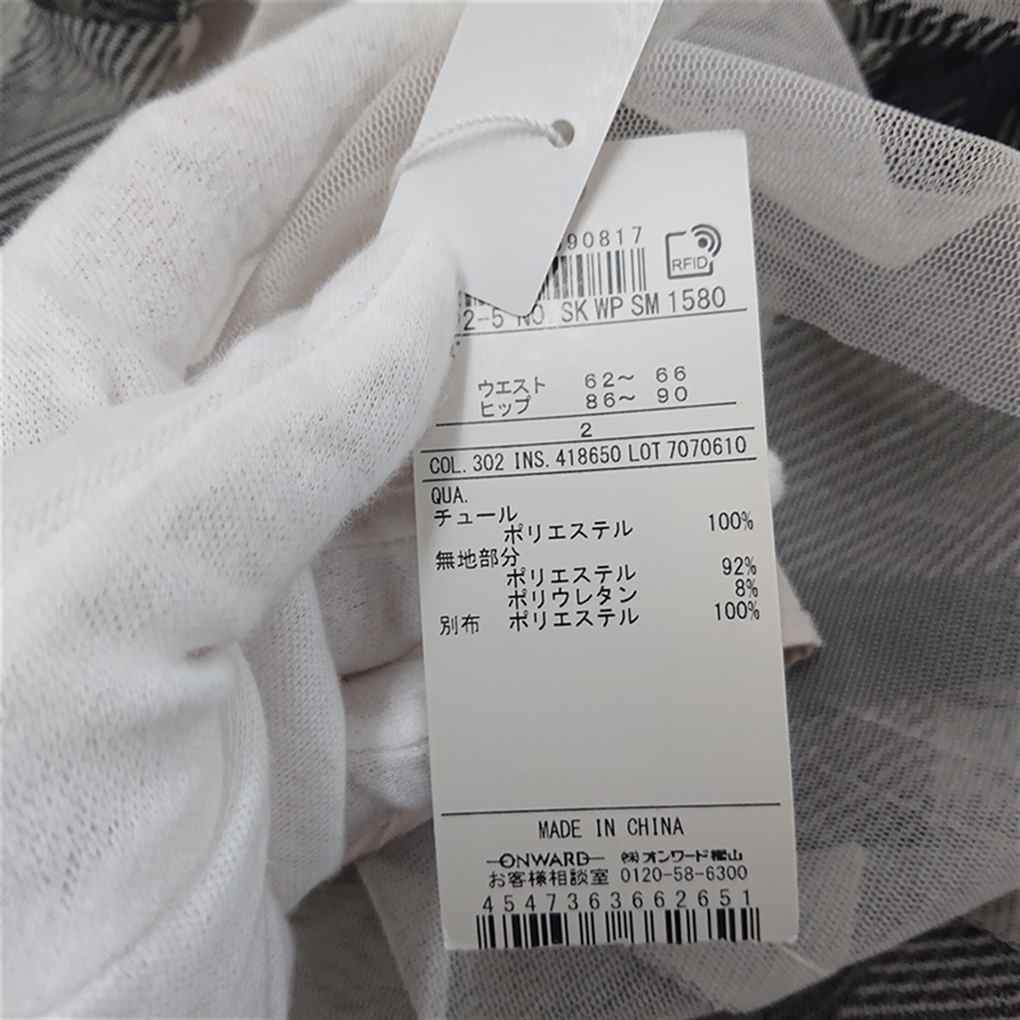 90817
RFID
2-5 NO. SK WP SM 1580
ウエスト 62~ 66
ヒップ 86~ 90
2
COL. 302 INS. 418650 LOT 7070610
QUA.
チュール
ポリエステル 100%
無地部分
ポリエステル 92%
ポリウレタン 8%
別布 ポリエステル 100%
MADE IN CHINA
ONWARD ㈱オンワード樫山
お客様相談室 0120-58-6300
4547363662651